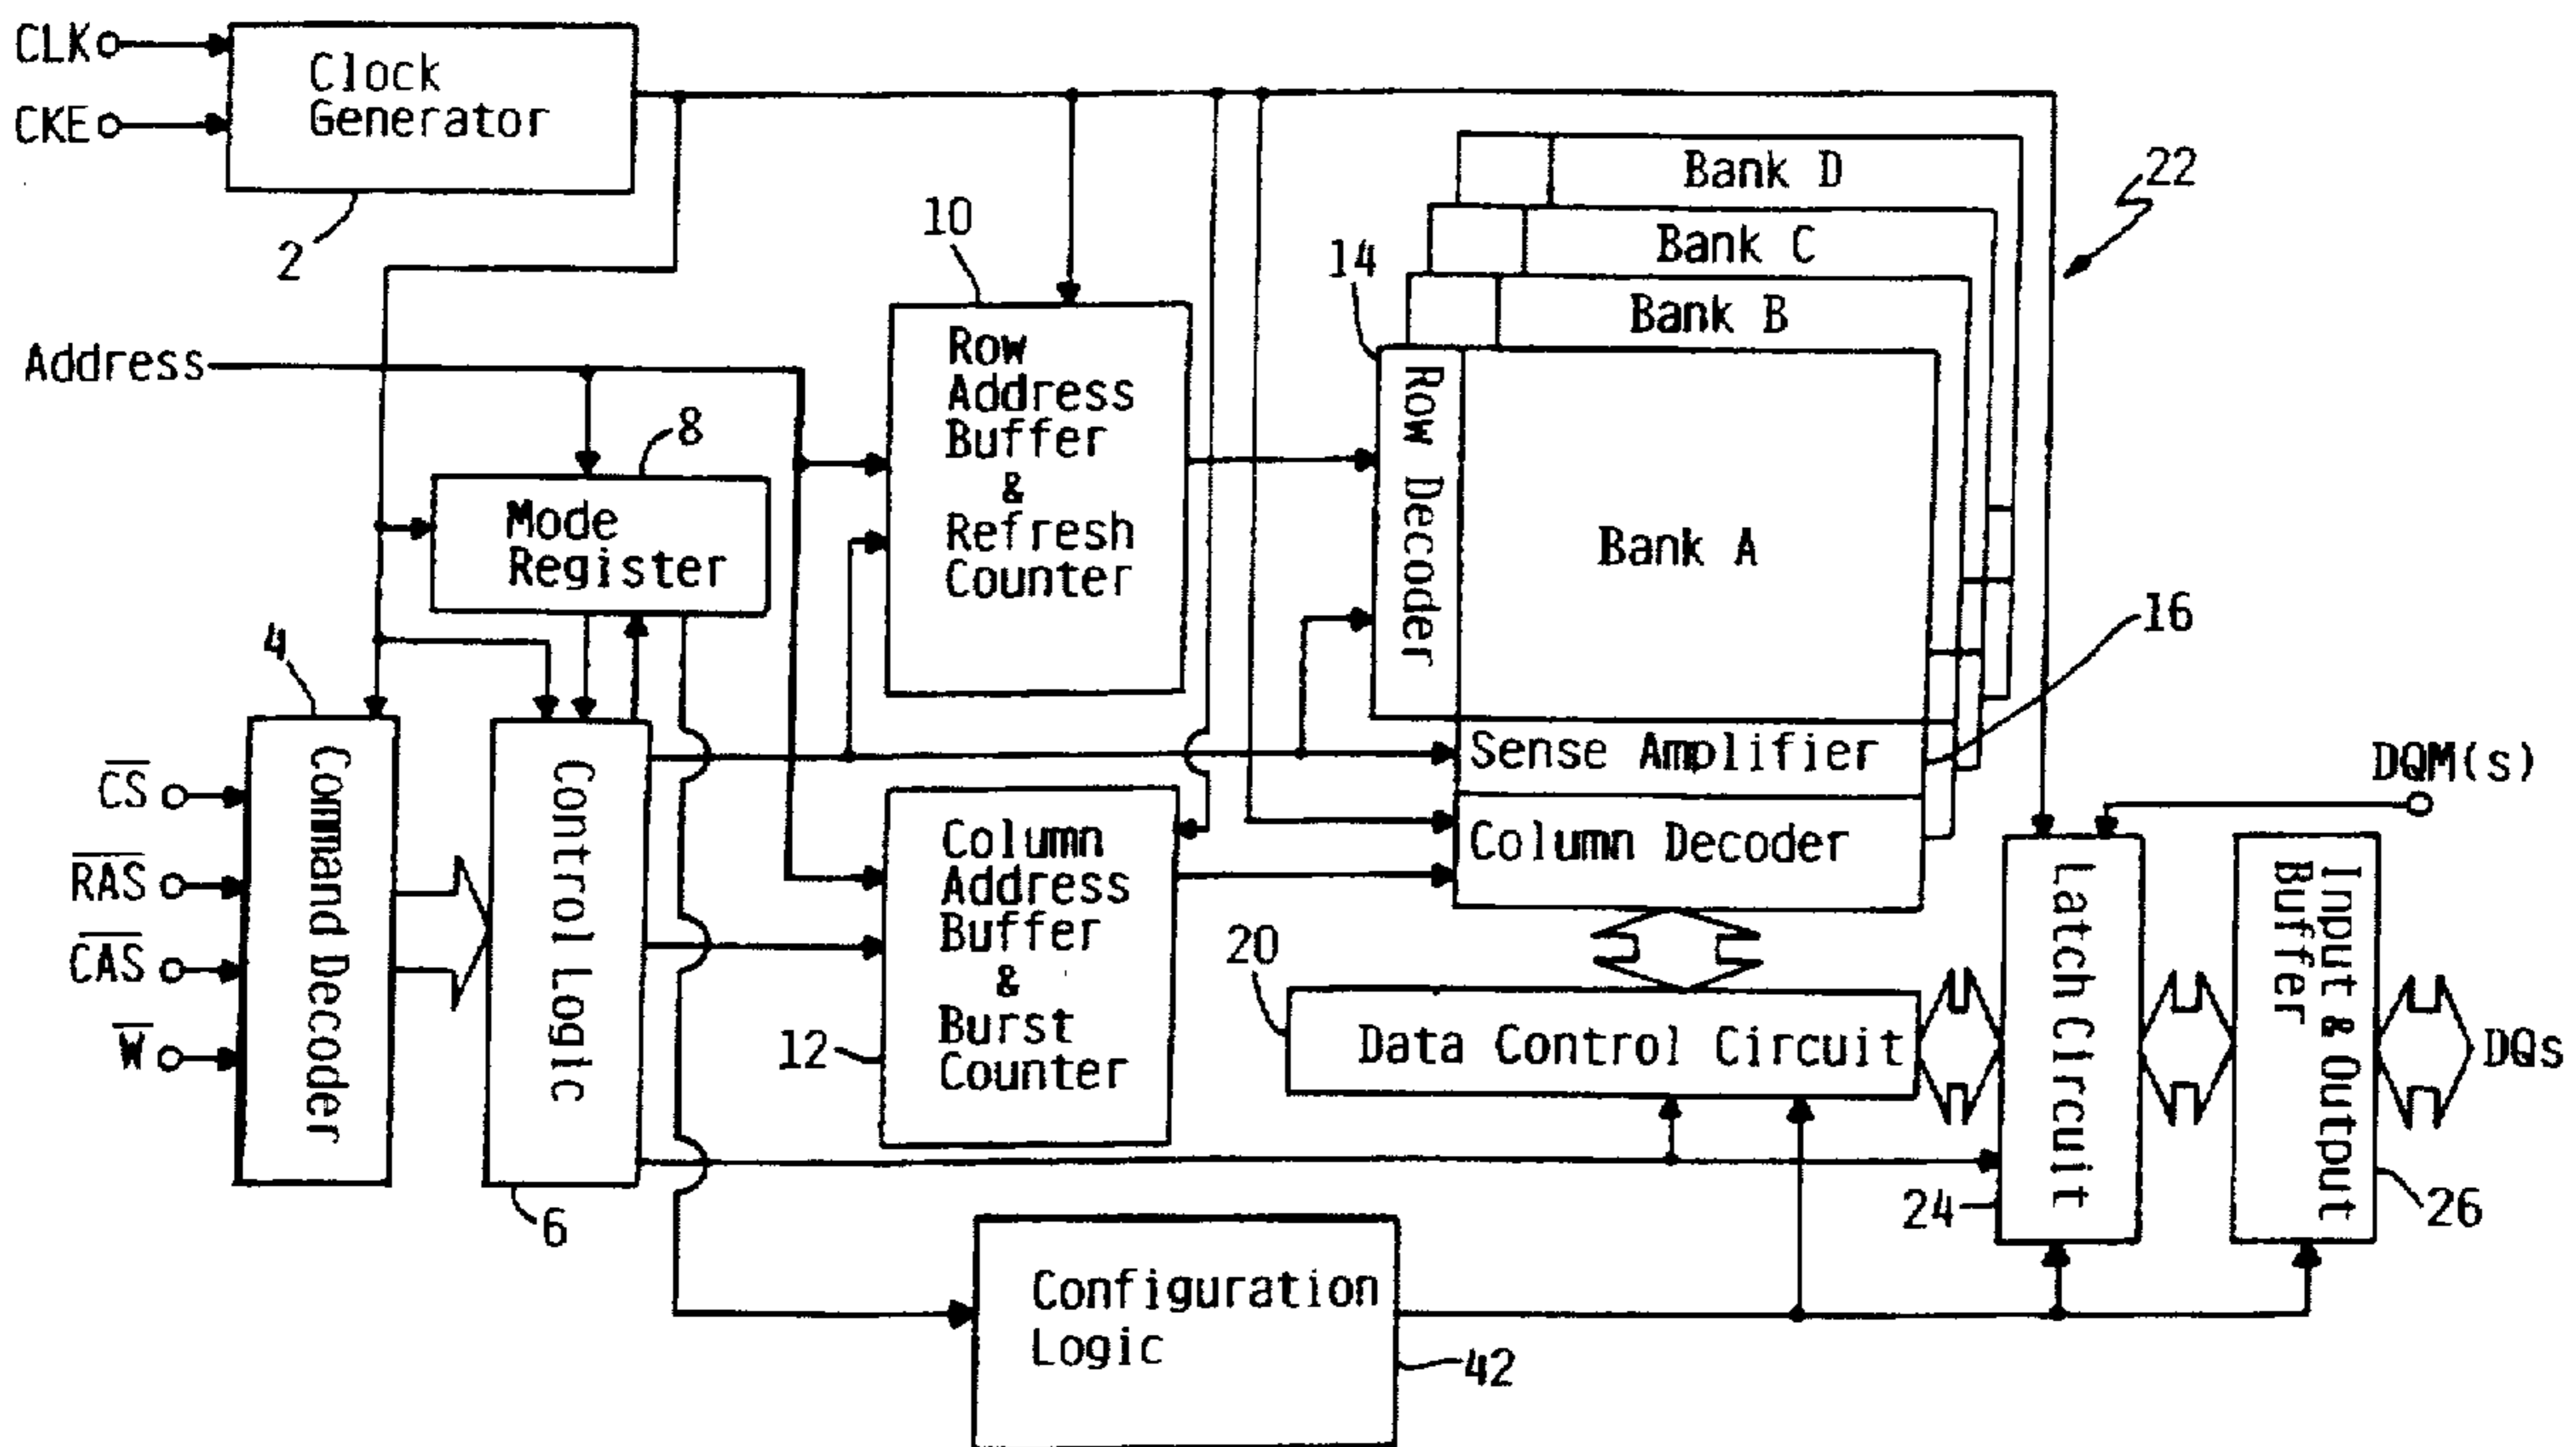 CLK
CKE
Clock
Generator
2
Address
8
Mode
Register
4
Command Decoder
CS
RAS
CAS
W
Control Logic
6
10
Row
Address
Buffer
&
Refresh
Counter
Column
Address
Buffer
&
Burst
Counter
12
Bank D
Bank C
Bank B
Bank A
22
14
Row Decoder
16
Sense Amplifier
Column Decoder
20
Data Control Circuit
DQM(s)
Latch Circuit
24
Input & Output
Buffer
26
DQs
Configuration
Logic
42